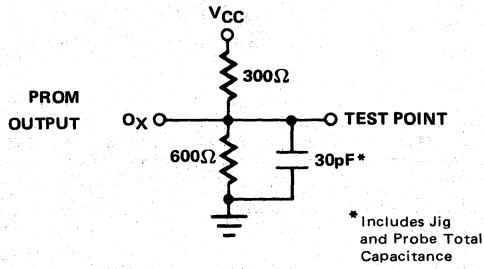 VCC
300Ω
PROM
OUTPUT
OX
TEST POINT
600Ω
30pF*
* Includes Jig
and Probe Total
Capacitance